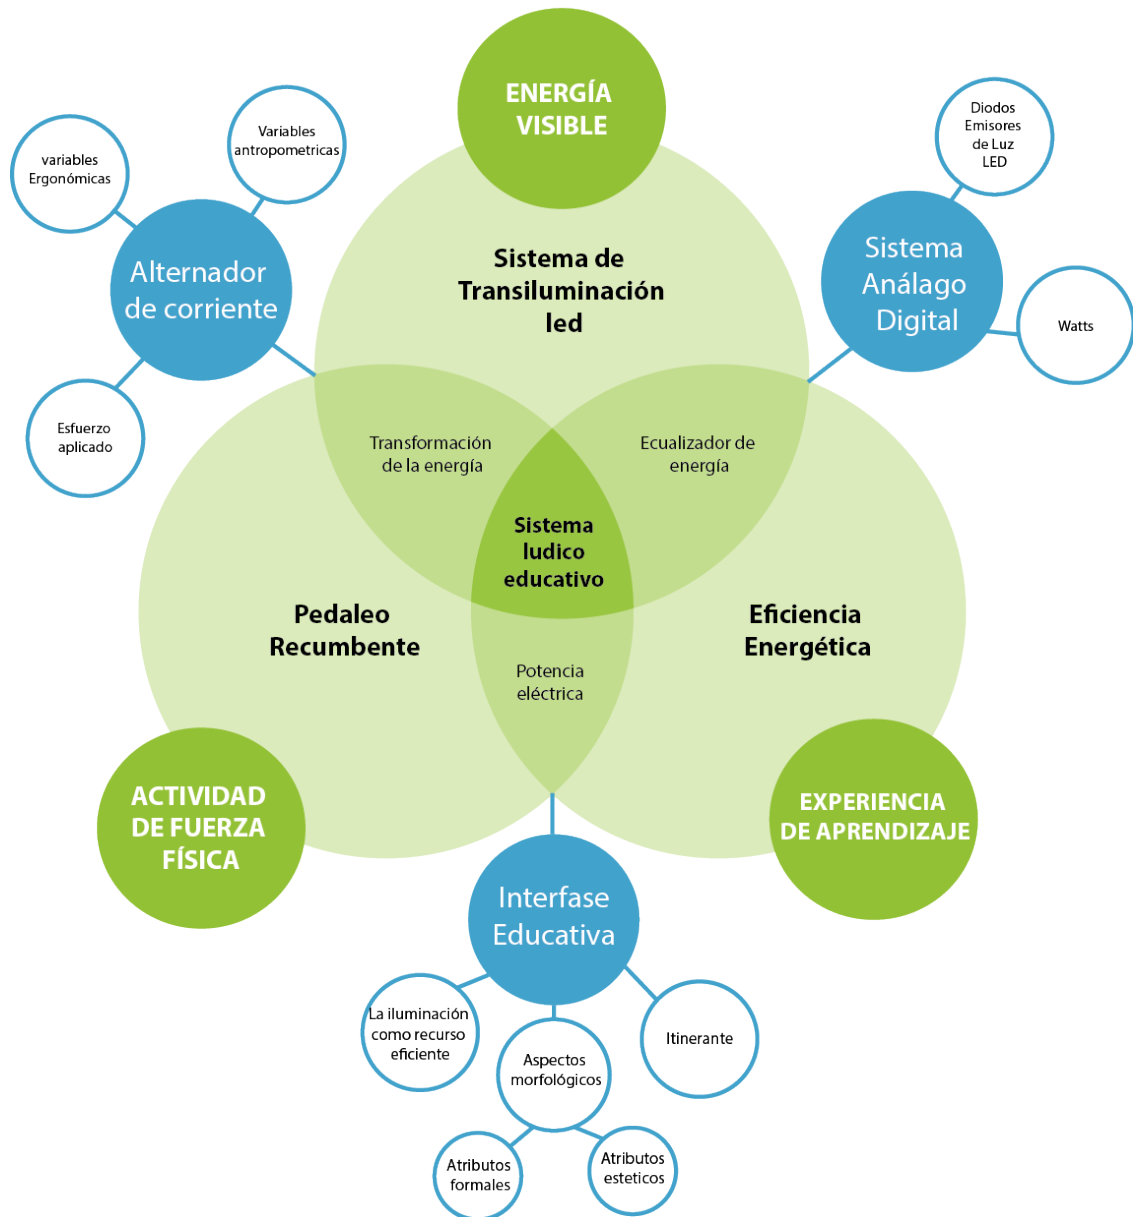 ENERGÍA
VISIBLE
Diodos
Emisores
de Luz
LED
Variables
antropometricas
variables
Ergonómicas
Alternador
de corriente
Sistema de
Transiluminación
led
Sistema
Análago
Digital
Watts
Esfuerzo
aplicado
Transformación
de la energía
Ecualizador de
energía
Sistema
ludico
educativo
Pedaleo
Recumbente
Eficiencia
Energética
Potencia
eléctrica
ACTIVIDAD
DE FUERZA
FÍSICA
EXPERIENCIA
DE APRENDIZAJE
Interfase
Educativa
La iluminación
como recurso
eficiente
Aspectos
morfológicos
Itinerante
Atributos
formales
Atributos
esteticos